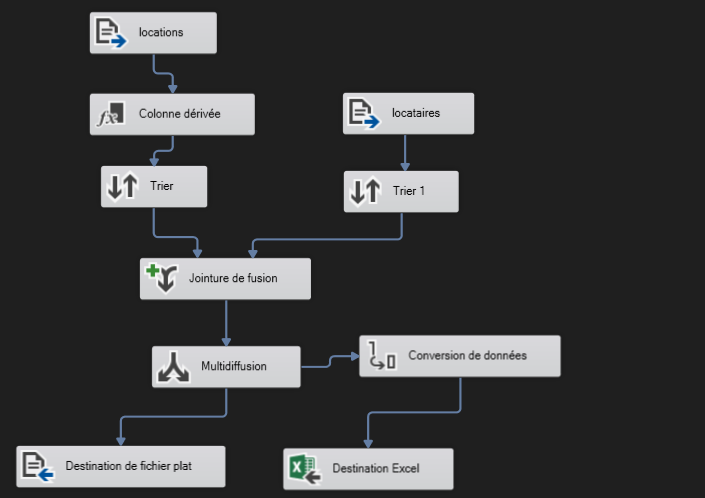 locations
Colonne dérivée
locataires
Trier
Trier 1
Jointure de fusion
Multidiffusion
Conversion de données
Destination de fichier plat
Destination Excel